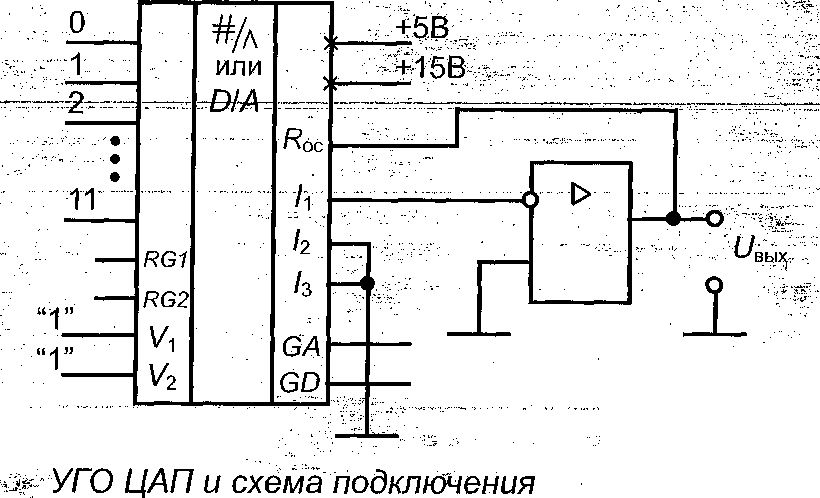 0
1
2
11
RG1
RG2
“1” V₁
“1” V₂
#/Λ
или
D/A
+5В
+15В
Rос
I₁
I₂
I₃
GA
GD
▷
Uвых
УГО ЦАП и схема подключения